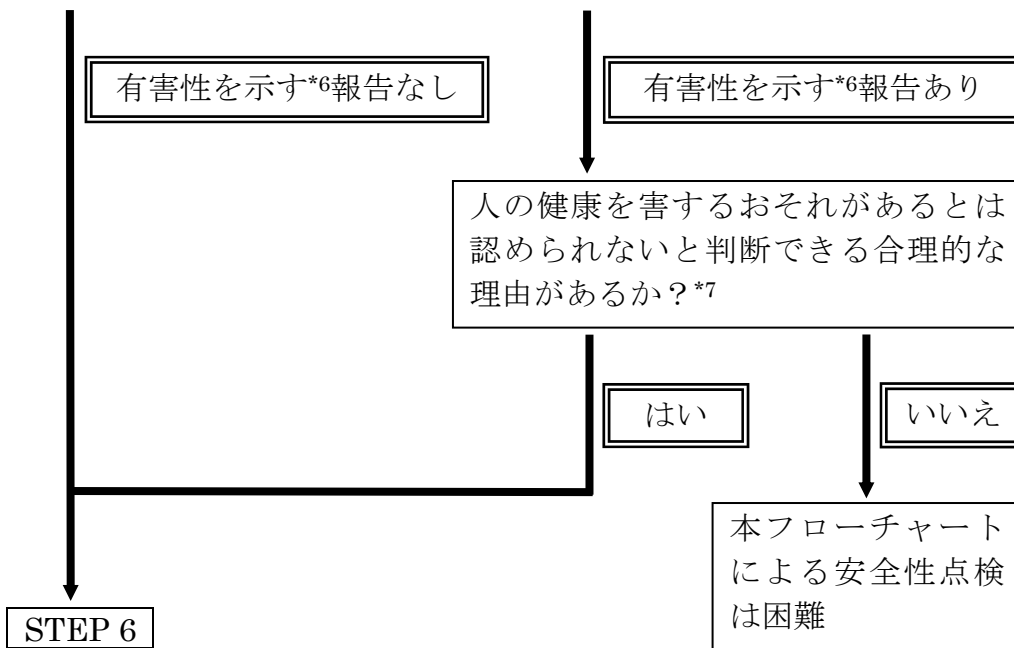 有害性を示す*6報告なし
有害性を示す*6報告あり
人の健康を害するおそれがあるとは
認められないと判断できる合理的な
理由があるか？*7
はい
いいえ
本フローチャート
による安全性点検
は困難
STEP 6